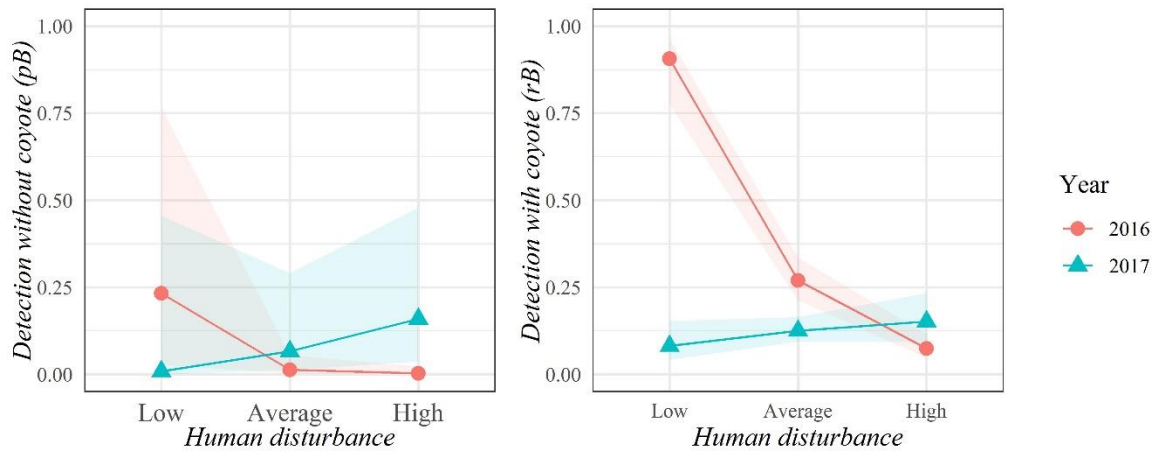 Detection without coyote (pB)
1.00
0.75
0.50
0.25
0.00
Low Average High
Human disturbance
Detection with coyote (rB)
1.00
0.75
0.50
0.25
0.00
Low Average High
Human disturbance
Year
2016
2017